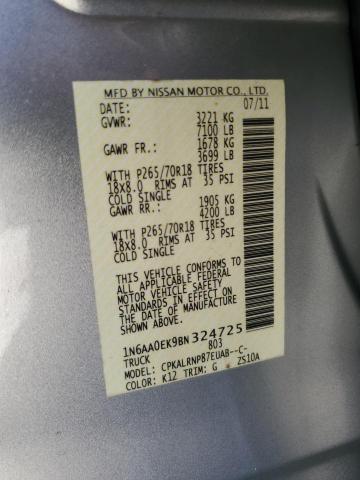 MFD BY NISSAN MOTOR CO., LTD.
DATE: 07/11
GVWR: 3221 KG
7100 LB
GAWR FR.: 1678 KG
3699 LB
WITH P265/70R18 TIRES
18X8.0 RIMS AT 35 PSI
COLD SINGLE
GAWR RR.: 1905 KG
4200 LB
WITH P265/70R18 TIRES
18X8.0 RIMS AT 35 PSI
COLD SINGLE
THIS VEHICLE CONFORMS TO
ALL APPLICABLE FEDERAL
MOTOR VEHICLE SAFETY
STANDARDS IN EFFECT ON
THE DATE OF MANUFACTURE
SHOWN ABOVE.
1N6AA0EK9BN 324725
TRUCK 803
MODEL: CPKALRNP87EUAB--C-
COLOR: K12 TRIM: G ZS10A